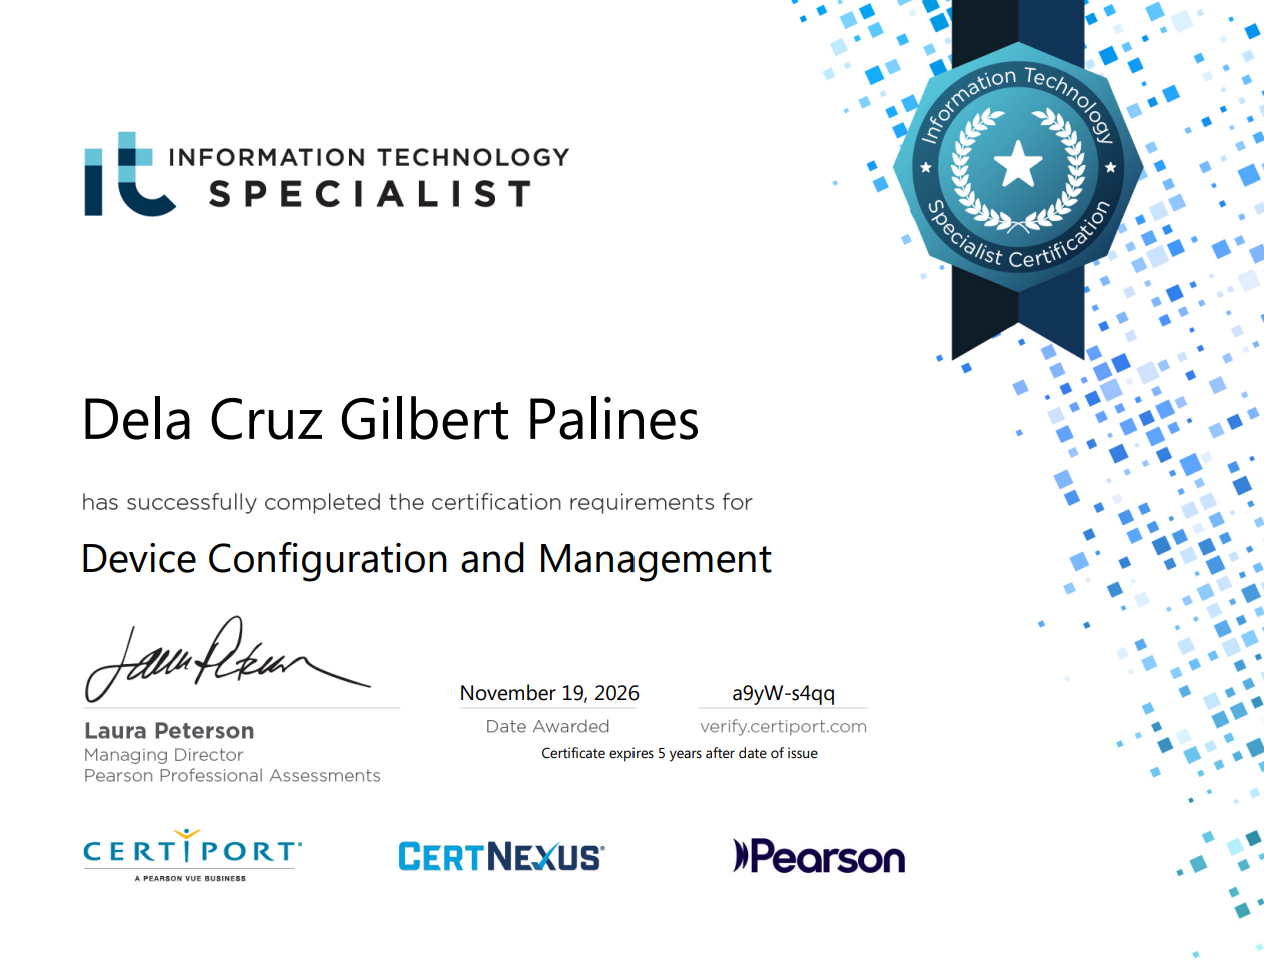 it INFORMATION TECHNOLOGY
SPECIALIST
Information Technology
Specialist Certification
Dela Cruz Gilbert Palines
has successfully completed the certification requirements for
Device Configuration and Management
November 19, 2026
a9yW-s4qq
Laura Peterson
Date Awarded
verify.certiport.com
Managing Director
Certificate expires 5 years after date of issue
Pearson Professional Assessments
CERTIPORT®
A PEARSON VUE BUSINESS
CERTNEXUS®
Pearson